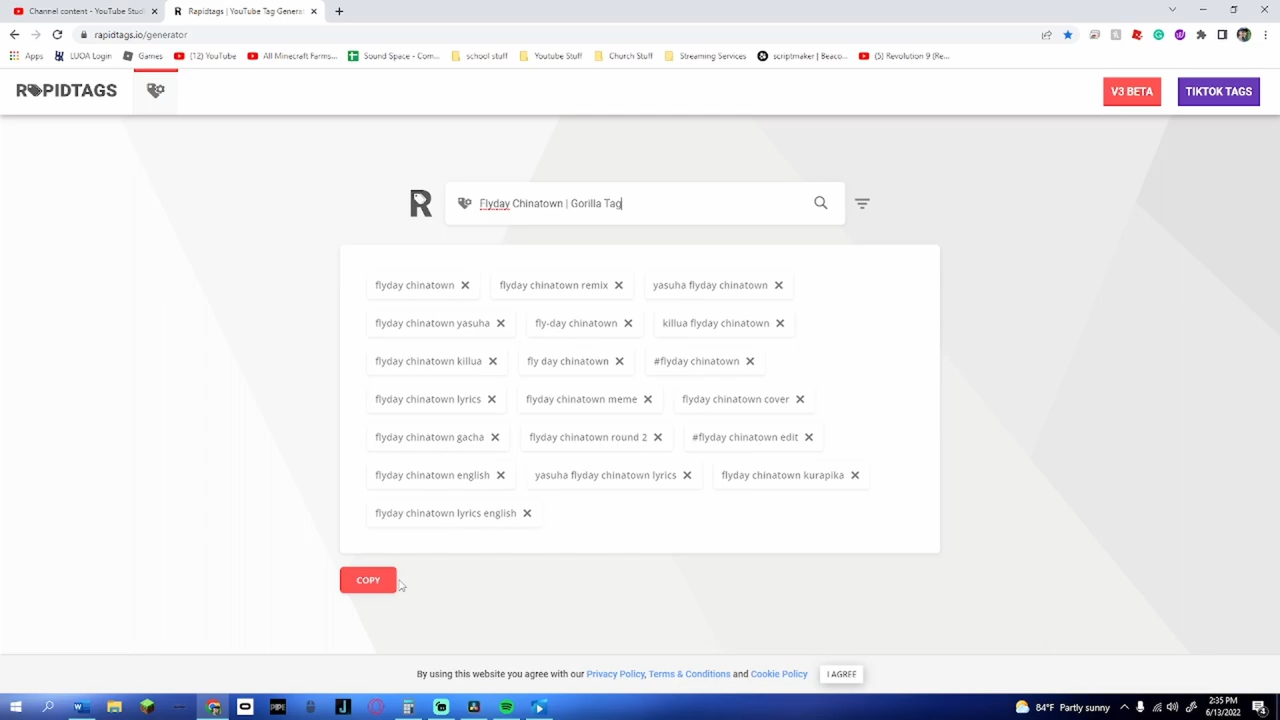 Channel content - YouTube Studi
Rapidtags | YouTube Tag Generat
rapidtags.io/generator
Apps
LUOA Login
Games
(12) YouTube
All Minecraft Farms...
Sound Space - Com...
school stuff
Youtube Stuff
Church Stuff
Streaming Services
scriptmaker | Beaco...
(5) Revolution 9 (Re...
RAPIDTAGS
V3 BETA
TIKTOK TAGS
R
Flyday Chinatown | Gorilla Tag
flyday chinatown
flyday chinatown remix
yasuha flyday chinatown
flyday chinatown yasuha
fly-day chinatown
killua flyday chinatown
flyday chinatown killua
fly day chinatown
#flyday chinatown
flyday chinatown lyrics
flyday chinatown meme
flyday chinatown cover
flyday chinatown gacha
flyday chinatown round 2
#flyday chinatown edit
flyday chinatown english
yasuha flyday chinatown lyrics
flyday chinatown kurapika
flyday chinatown lyrics english
COPY
By using this website you agree with our Privacy Policy, Terms & Conditions and Cookie Policy
I AGREE
84°F Partly sunny
2:35 PM
6/13/2022